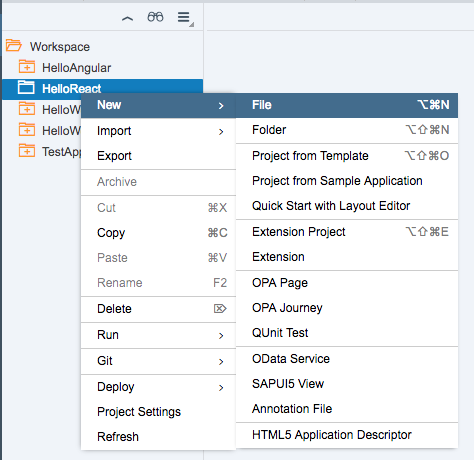 Workspace
HelloAngular
HelloReact
HelloW
HelloW
TestApp
New >
Import >
Export
Archive
Cut ⌘X
Copy ⌘C
Paste ⌘V
Rename F2
Delete ⌦
Run >
Git >
Deploy >
Project Settings
Refresh
File ⌥⌘N
Folder ⌥⇧⌘N
Project from Template ⌥⇧⌘O
Project from Sample Application
Quick Start with Layout Editor
Extension Project ⌥⇧⌘E
Extension
OPA Page
OPA Journey
QUnit Test
OData Service
SAPUI5 View
Annotation File
HTML5 Application Descriptor